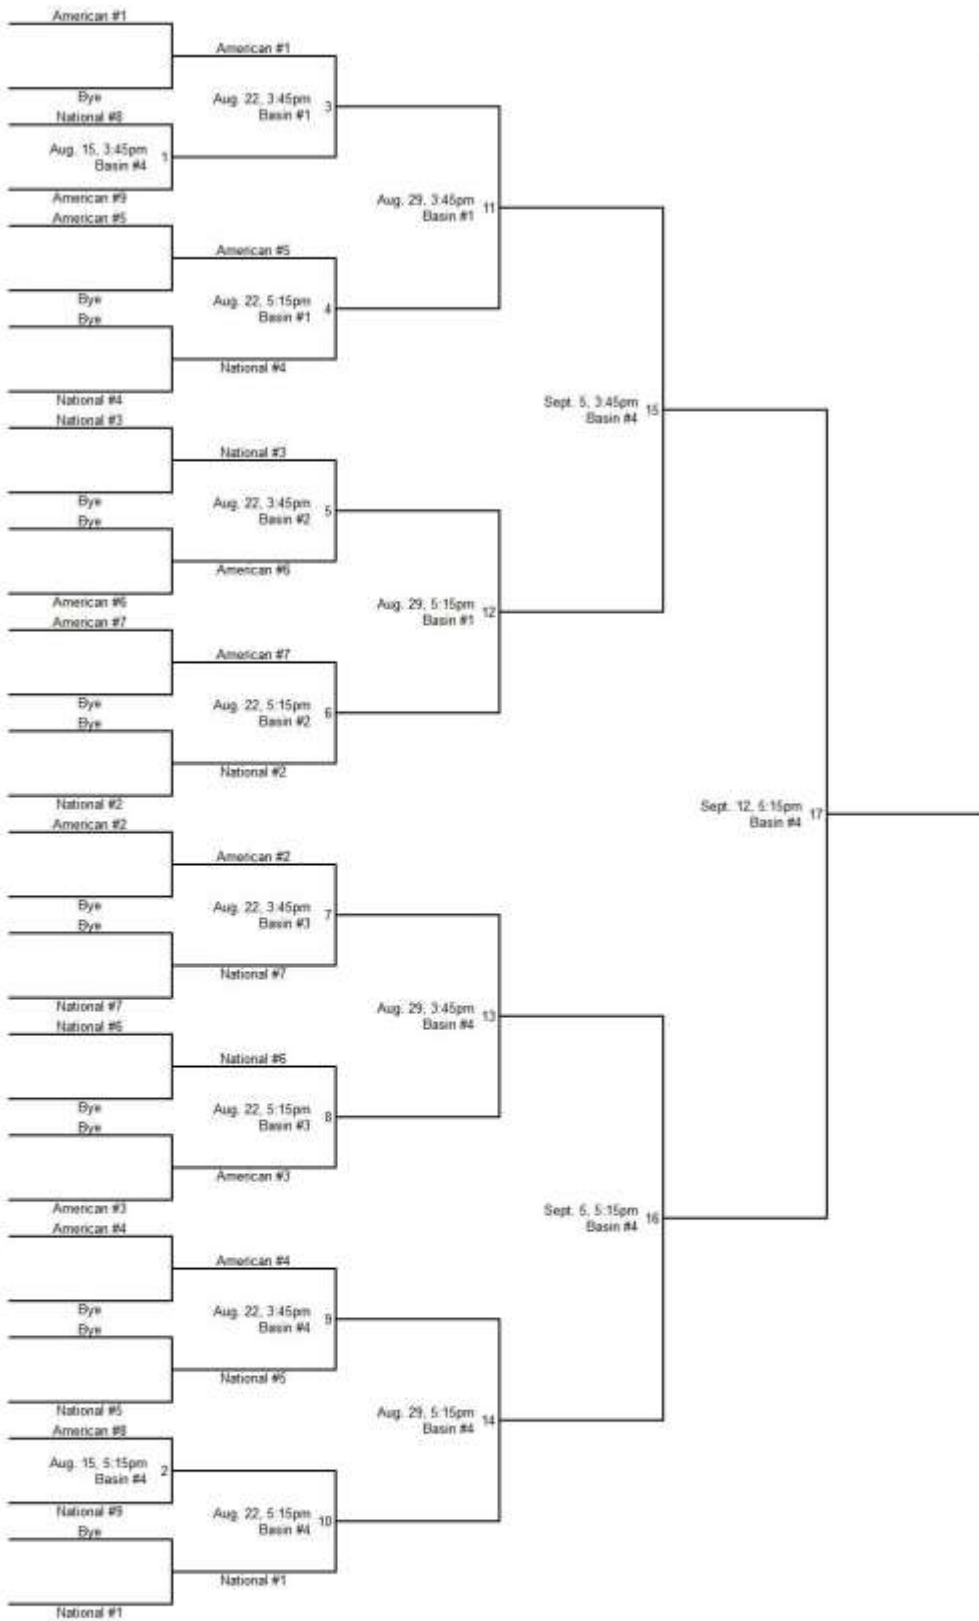 American #1
Bye
National #8
Aug. 15, 3:45pm 1
Basin #4
American #9
American #5
Bye
Bye
National #4
National #3
Bye
Bye
American #6
American #7
Bye
Bye
National #2
American #2
Bye
Bye
National #7
National #6
Bye
Bye
American #3
American #4
Bye
Bye
National #5
American #8
Aug. 15, 5:15pm 2
Basin #4
National #9
Bye
National #1
American #1
Aug. 22, 3:45pm 3
Basin #1
American #5
Aug. 22, 5:15pm 4
Basin #1
National #4
National #3
Aug. 22, 3:45pm 5
Basin #2
American #6
American #7
Aug. 22, 5:15pm 6
Basin #2
National #2
American #2
Aug. 22, 3:45pm 7
Basin #3
National #7
National #6
Aug. 22, 5:15pm 8
Basin #3
American #3
American #4
Aug. 22, 3:45pm 9
Basin #4
National #5
Aug. 22, 5:15pm 10
Basin #4
National #1
Aug. 29, 3:45pm 11
Basin #1
Aug. 29, 5:15pm 12
Basin #1
Aug. 29, 3:45pm 13
Basin #4
Aug. 29, 5:15pm 14
Basin #4
Sept. 5, 3:45pm 15
Basin #4
Sept. 5, 5:15pm 16
Basin #4
Sept. 12, 5:15pm 17
Basin #4